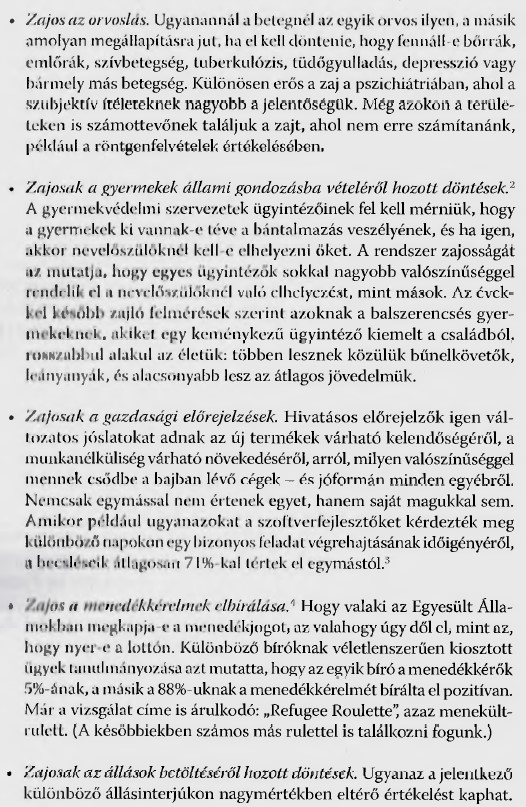 • Zajos az orvoslás. Ugyanannál a betegnél az egyik orvos ilyen, a másik
amolyan megállapításra jut, ha el kell döntenie, hogy fennáll-e bőrrák,
emlőrák, szívbetegség, tuberkulózis, tüdőgyulladás, depresszió vagy
bármely más betegség. Különösen erős a zaj a pszichiátriában, ahol a
szubjektív ítéleteknek nagyobb a jelentőségük. Még azokon a terüle-
teken is számottevőnek találjuk a zajt, ahol nem erre számítanánk,
például a röntgenfelvételek értékelésében.
• Zajosak a gyermekek állami gondozásba vételéről hozott döntések.²
A gyermekvédelmi szervezetek ügyintézőinek fel kell mérniük, hogy
a gyermekek ki vannak-e téve a bántalmazás veszélyének, és ha igen,
akkor nevelőszülőknél kell-e elhelyezni őket. A rendszer zajosságát
az mutatja, hogy egyes ügyintézők sokkal nagyobb valószínűséggel
rendelik el a nevelőszülőknél való elhelyezést, mint mások. Az évek-
kel később zajló felmérések szerint azoknak a balszerencsés gyer-
mekeknek, akiket egy keménykezű ügyintéző kiemelt a családból,
rosszabbul alakul az életük: többen lesznek közülük bűnelkövetők,
leányanyák, és alacsonyabb lesz az átlagos jövedelmük.
• Zajosak a gazdasági előrejelzések. Hivatásos előrejelzők igen vál-
tozatos jóslatokat adnak az új termékek várható kelendőségéről, a
munkanélküliség várható növekedéséről, arról, milyen valószínűséggel
mennek csődbe a bajban lévő cégek – és jóformán minden egyébről.
Nemcsak egymással nem értenek egyet, hanem saját magukkal sem.
Amikor például ugyanazokat a szoftverfejlesztőket kérdezték meg
különböző napokon egy bizonyos feladat végrehajtásának időigényéről,
a becsléseik átlagosan 71%-kal tértek el egymástól.³
• Zajos a menedékkérelmek elbírálása.⁴ Hogy valaki az Egyesült Álla-
mokban megkapja-e a menedékjogot, az valahogy úgy dől el, mint az,
hogy nyer-e a lottón. Különböző bíróknak véletlenszerűen kiosztott
ügyek tanulmányozása azt mutatta, hogy az egyik bíró a menedékkérők
5%-ának, a másik a 88%-uknak a menedékkérelmét bírálta el pozitívan.
Már a vizsgálat címe is árulkodó: „Refugee Roulette”, azaz menekült-
rulett. (A későbbiekben számos más rulettel is találkozni fogunk.)
• Zajosak az állások betöltéséről hozott döntések. Ugyanaz a jelentkező
különböző állásinterjúkon nagymértékben eltérő értékelést kaphat.